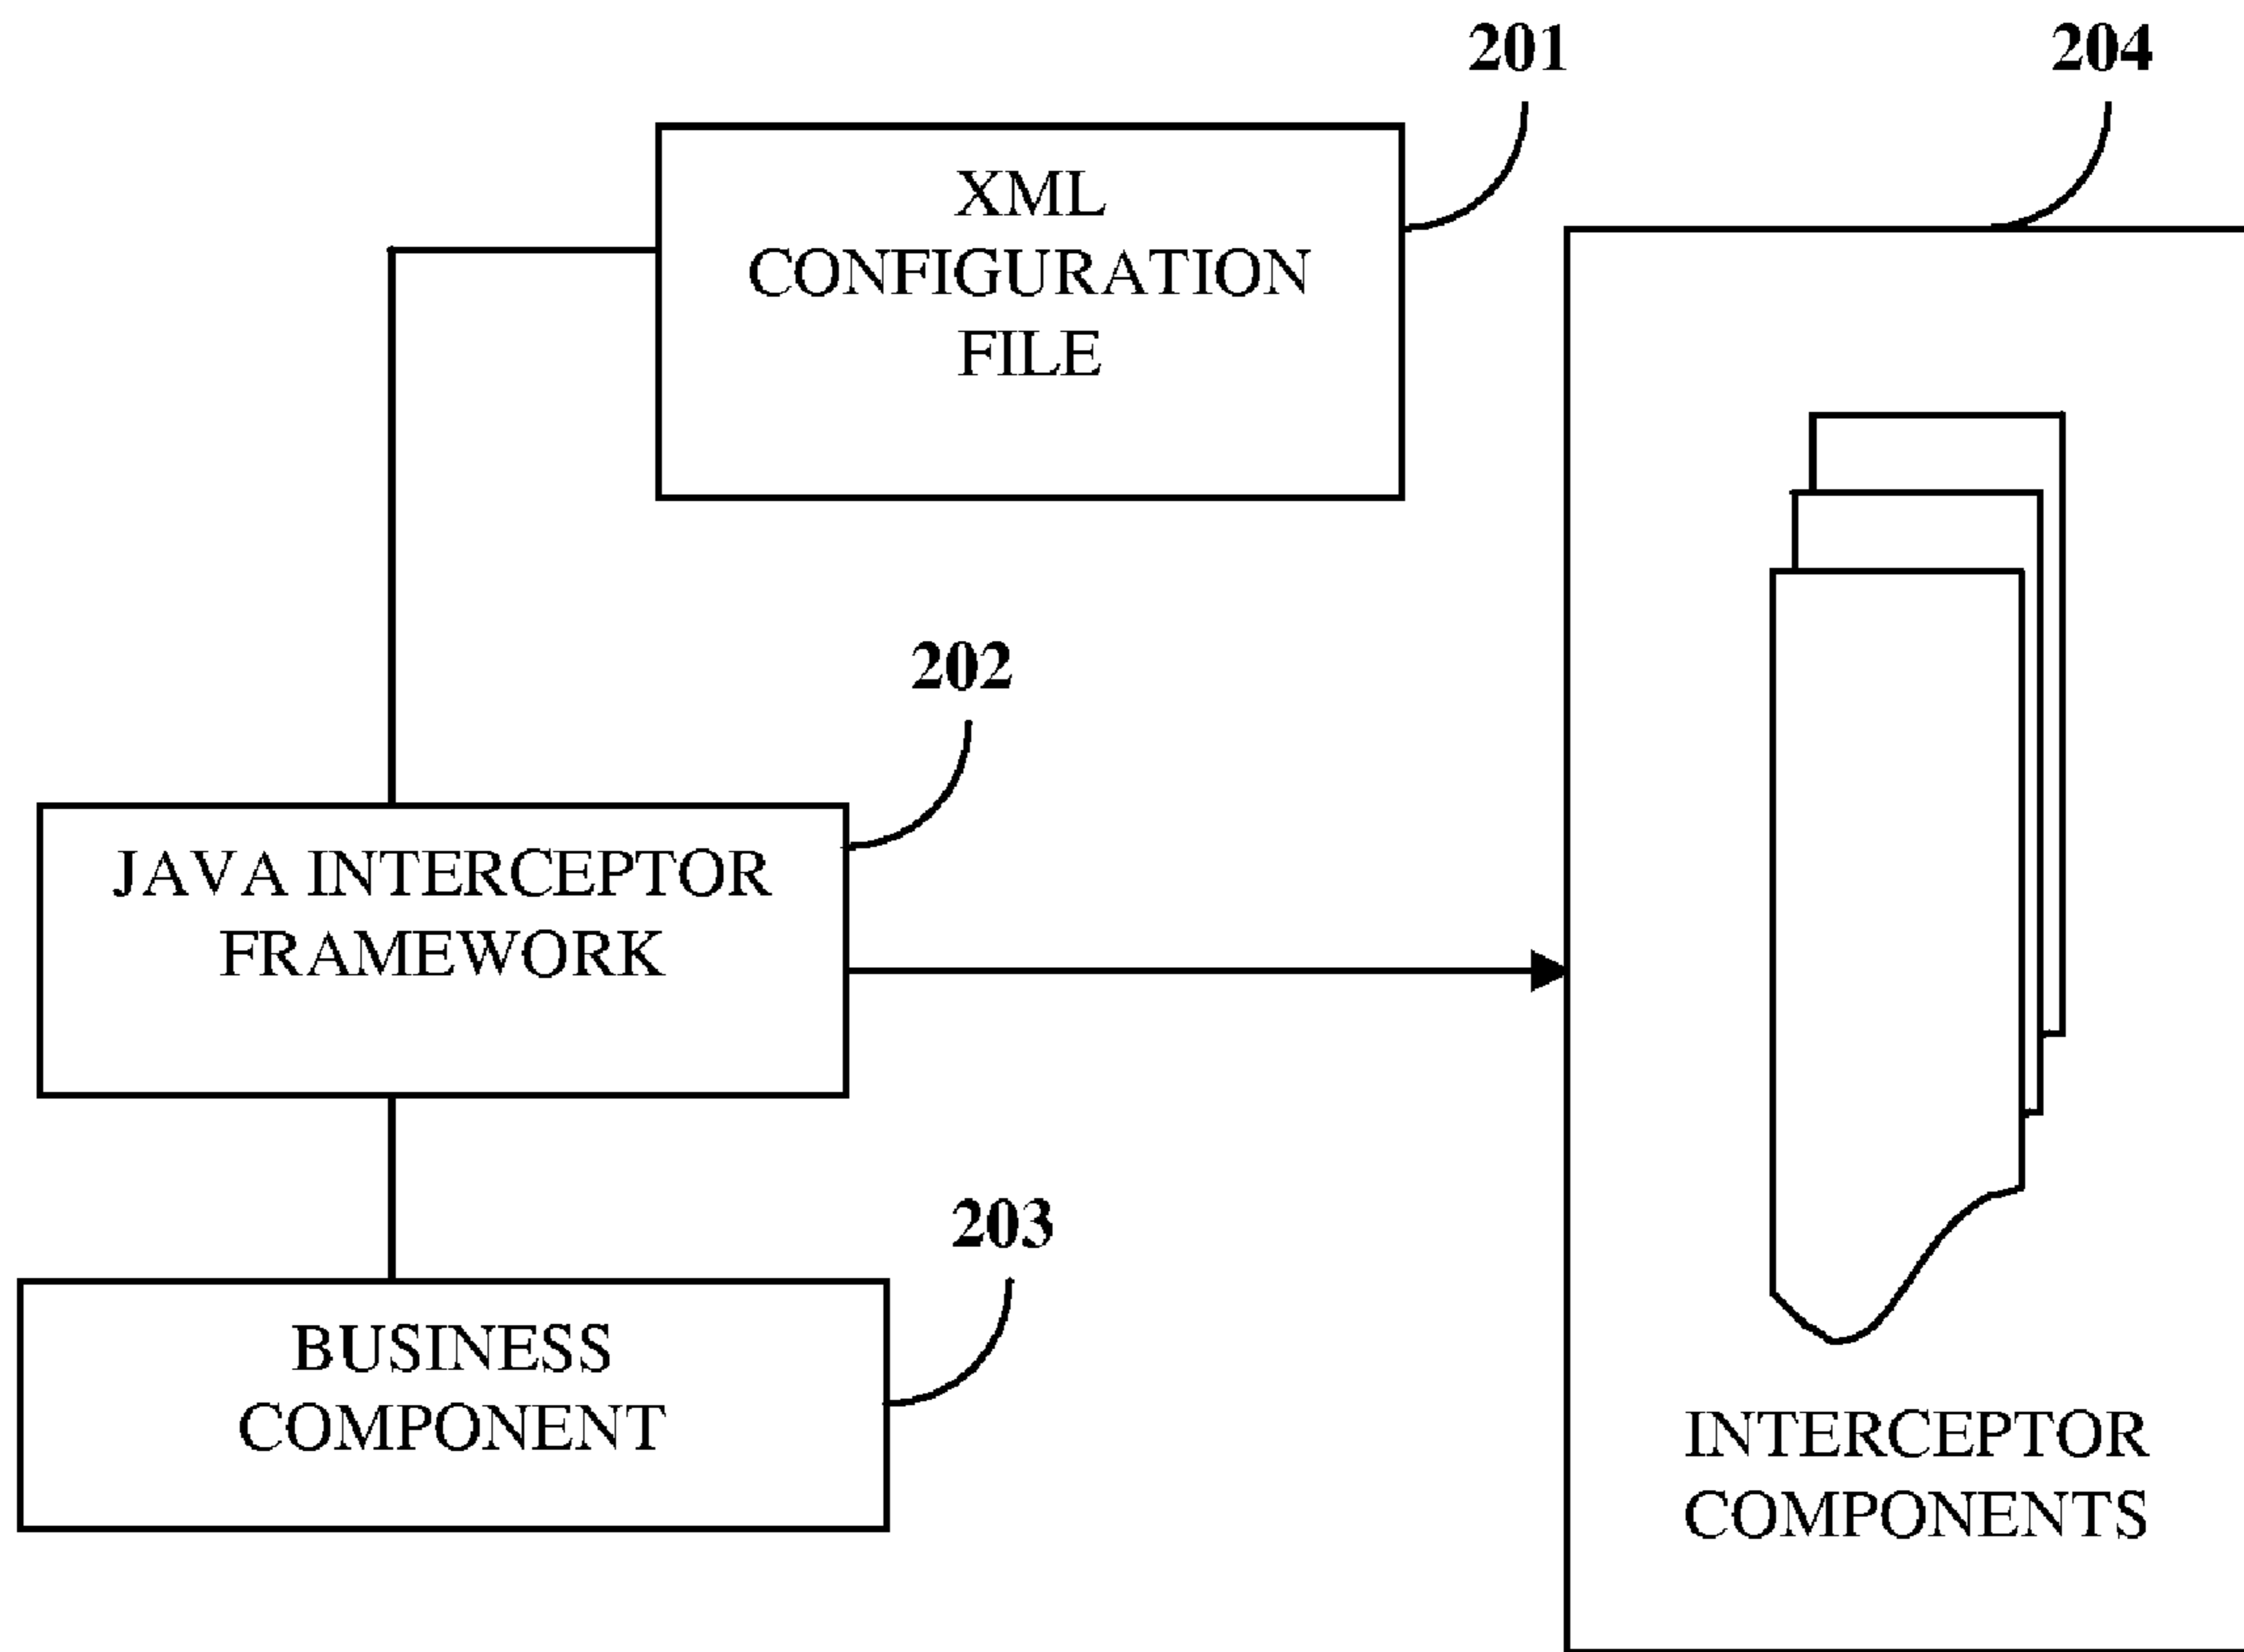 201
204
XML
CONFIGURATION
FILE
202
JAVA INTERCEPTOR
FRAMEWORK
203
BUSINESS
COMPONENT
INTERCEPTOR
COMPONENTS